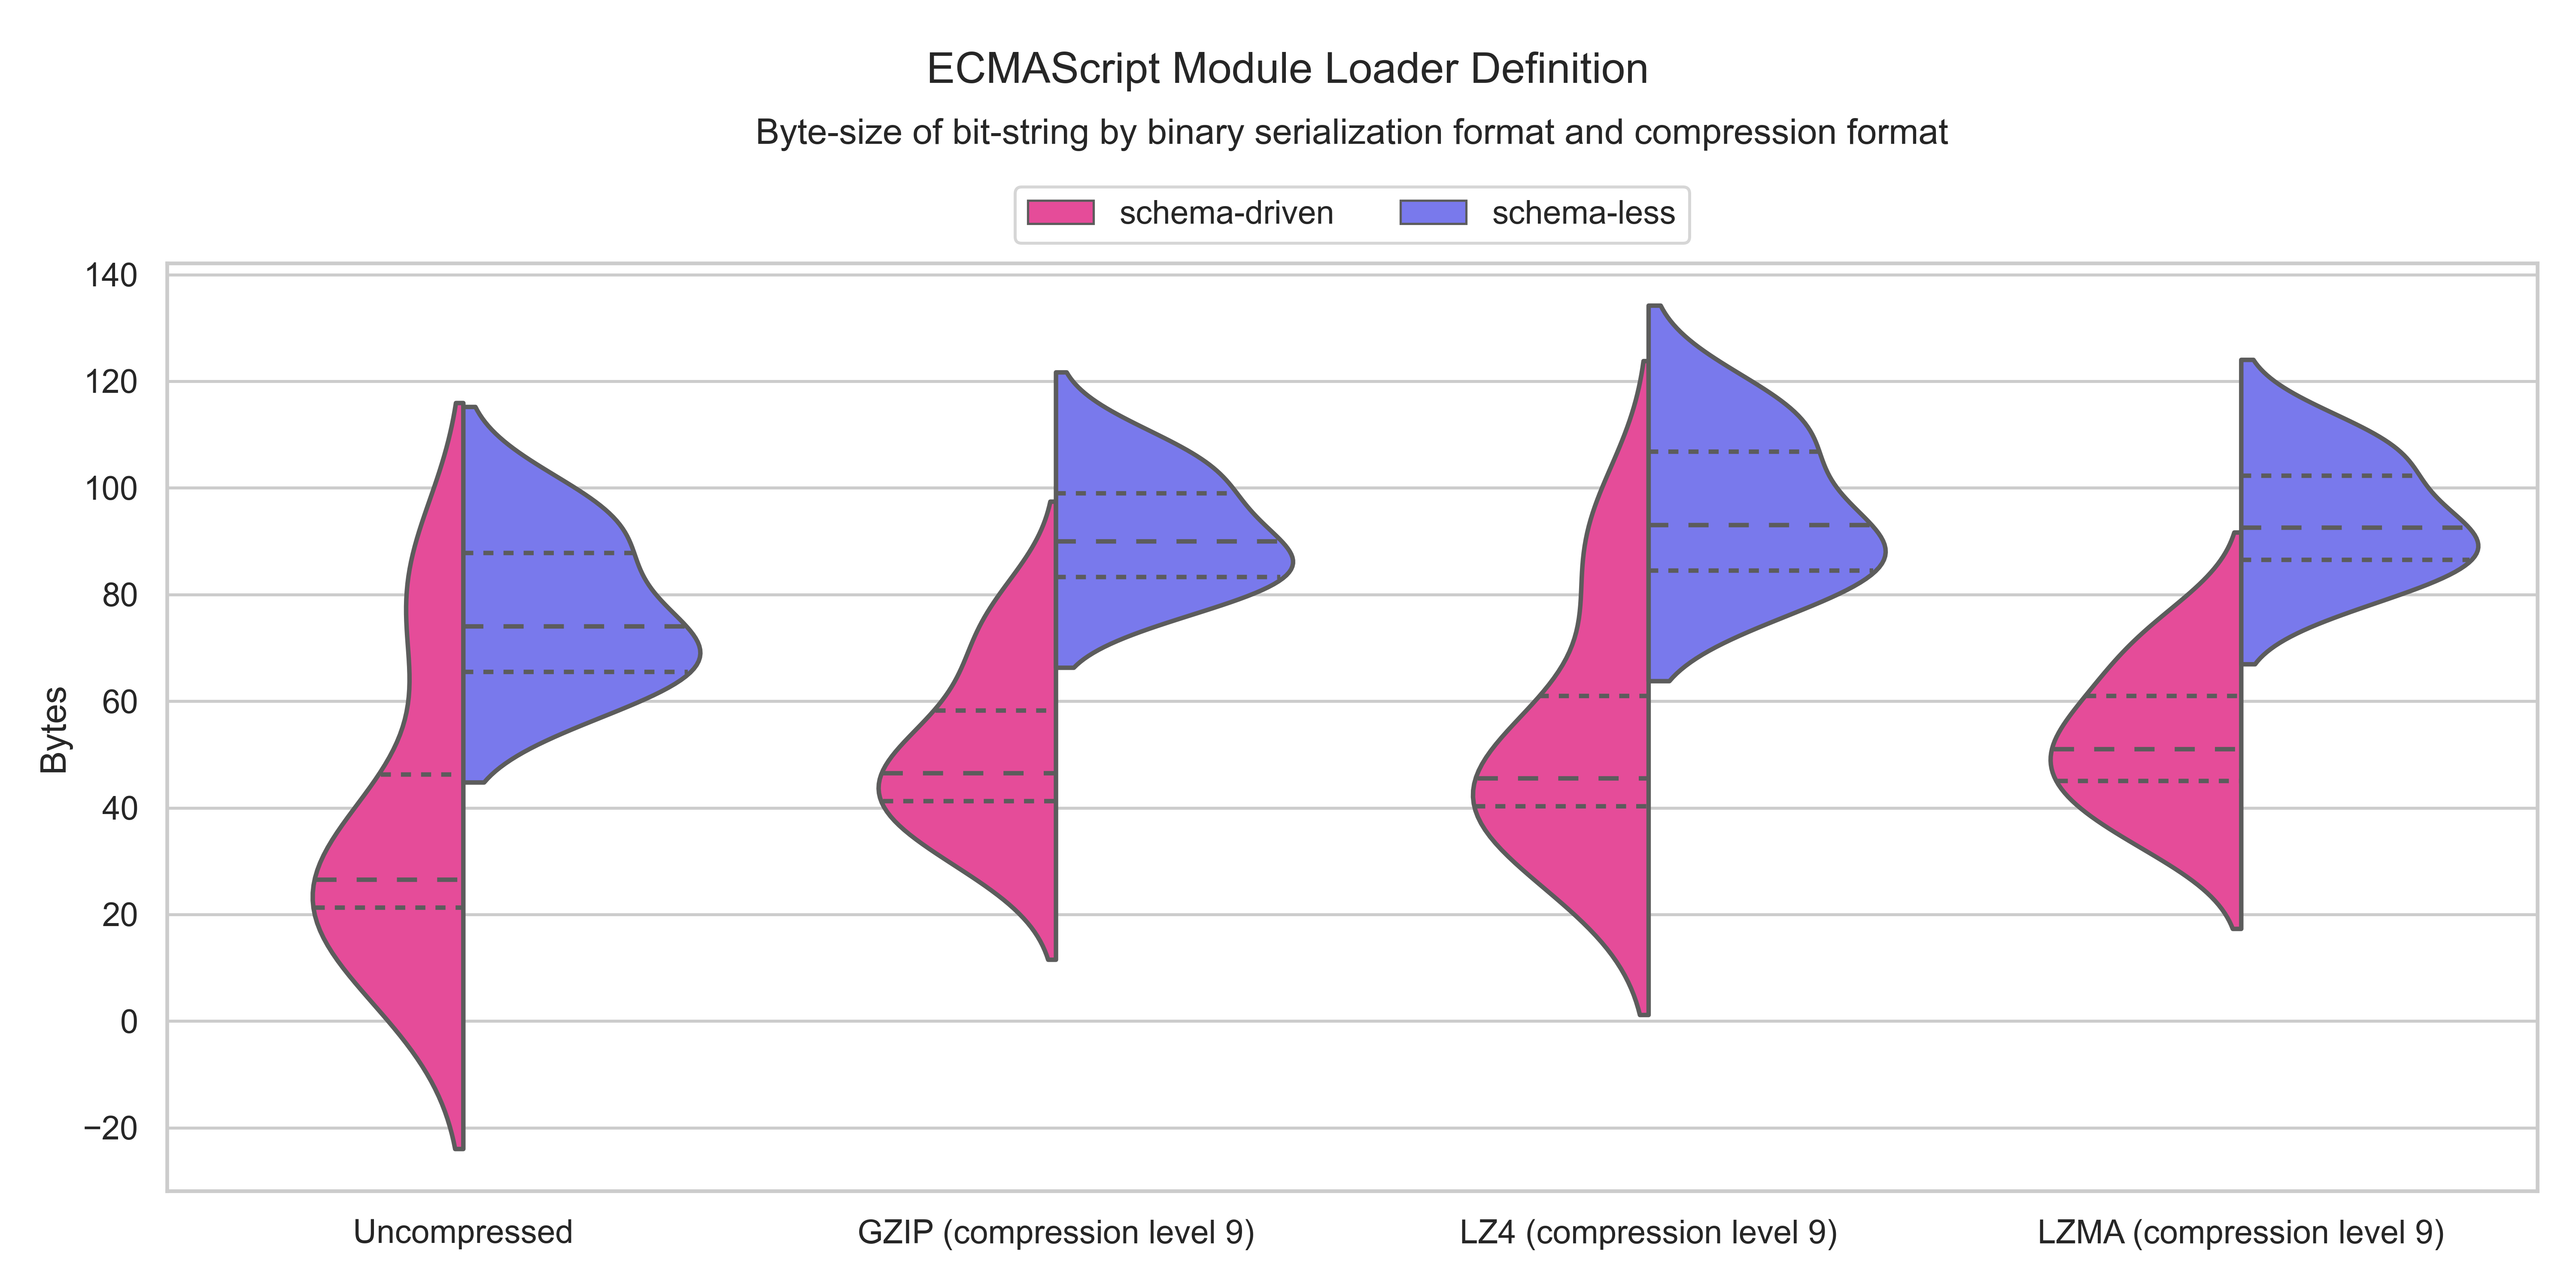 ECMAScript Module Loader Definition
Byte-size of bit-string by binary serialization format and compression format
schema-driven schema-less
140
120
100
80
60
40
20
0
−20
Bytes
Uncompressed GZIP (compression level 9) LZ4 (compression level 9) LZMA (compression level 9)